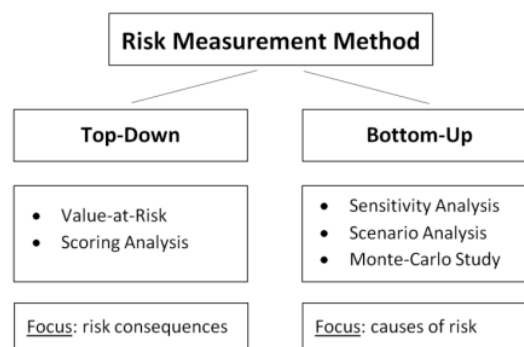 Risk Measurement Method
Top-Down
Bottom-Up
• Value-at-Risk
• Scoring Analysis
• Sensitivity Analysis
• Scenario Analysis
• Monte-Carlo Study
Focus: risk consequences
Focus: causes of risk